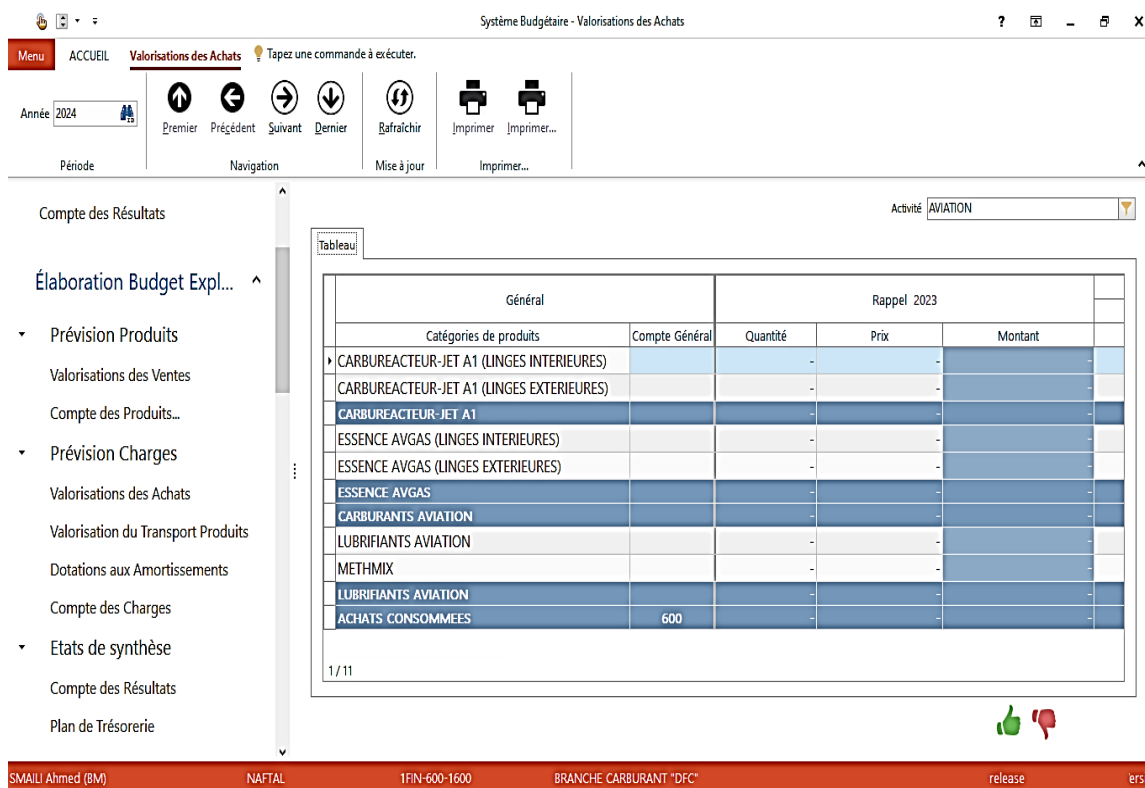 Système Budgétaire - Valorisations des Achats
Menu ACCUEIL Valorisations des Achats Tapez une commande à exécuter.
Année 2024
Premier Précédent Suivant Dernier Rafraîchir Imprimer Imprimer...
Période Navigation Mise à jour Imprimer...
Compte des Résultats
Élaboration Budget Expl...
Prévision Produits
Valorisations des Ventes
Compte des Produits...
Prévision Charges
Valorisations des Achats
Valorisation du Transport Produits
Dotations aux Amortissements
Compte des Charges
Etats de synthèse
Compte des Résultats
Plan de Trésorerie
Activité AVIATION
Tableau
Général Rappel 2023
Catégories de produits Compte Général Quantité Prix Montant
CARBUREACTEUR-JET A1 (LINGES INTERIEURES) - - -
CARBUREACTEUR-JET A1 (LINGES EXTERIEURES) - - -
CARBUREACTEUR-JET A1 - - -
ESSENCE AVGAS (LINGES INTERIEURES) - - -
ESSENCE AVGAS (LINGES EXTERIEURES) - - -
ESSENCE AVGAS - - -
CARBURANTS AVIATION - - -
LUBRIFIANTS AVIATION - - -
METHMIX - - -
LUBRIFIANTS AVIATION - - -
ACHATS CONSOMMEES 600 - - -
1 / 11
SMAILI Ahmed (BM) NAFTAL 1FIN-600-1600 BRANCHE CARBURANT "DFC" release ers